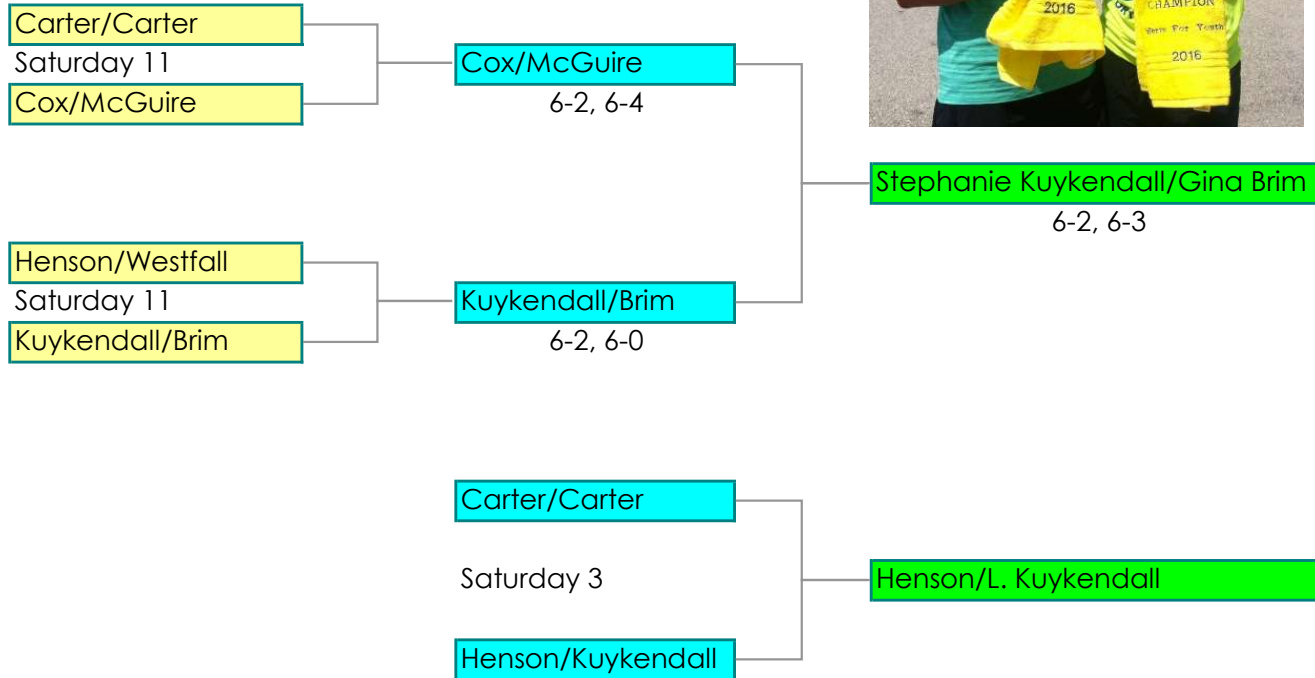 Carter/Carter
Saturday 11
Cox/McGuire
Cox/McGuire
6-2, 6-4
2016
CHAMPION
For Youth
2016
Stephanie Kuykendall/Gina Brim
6-2, 6-3
Henson/Westfall
Saturday 11
Kuykendall/Brim
Kuykendall/Brim
6-2, 6-0
Carter/Carter
Saturday 3
Henson/Kuykendall
Henson/L. Kuykendall